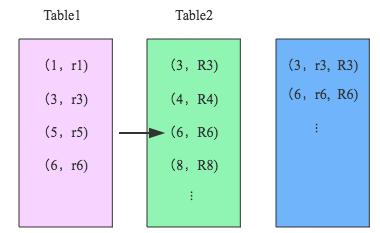 Table1
Table2
(1, r1)
(3, r3)
(5, r5)
(6, r6)
(3, R3)
(4, R4)
(6, R6)
(8, R8)
⋮
(3, r3, R3)
(6, r6, R6)
⋮